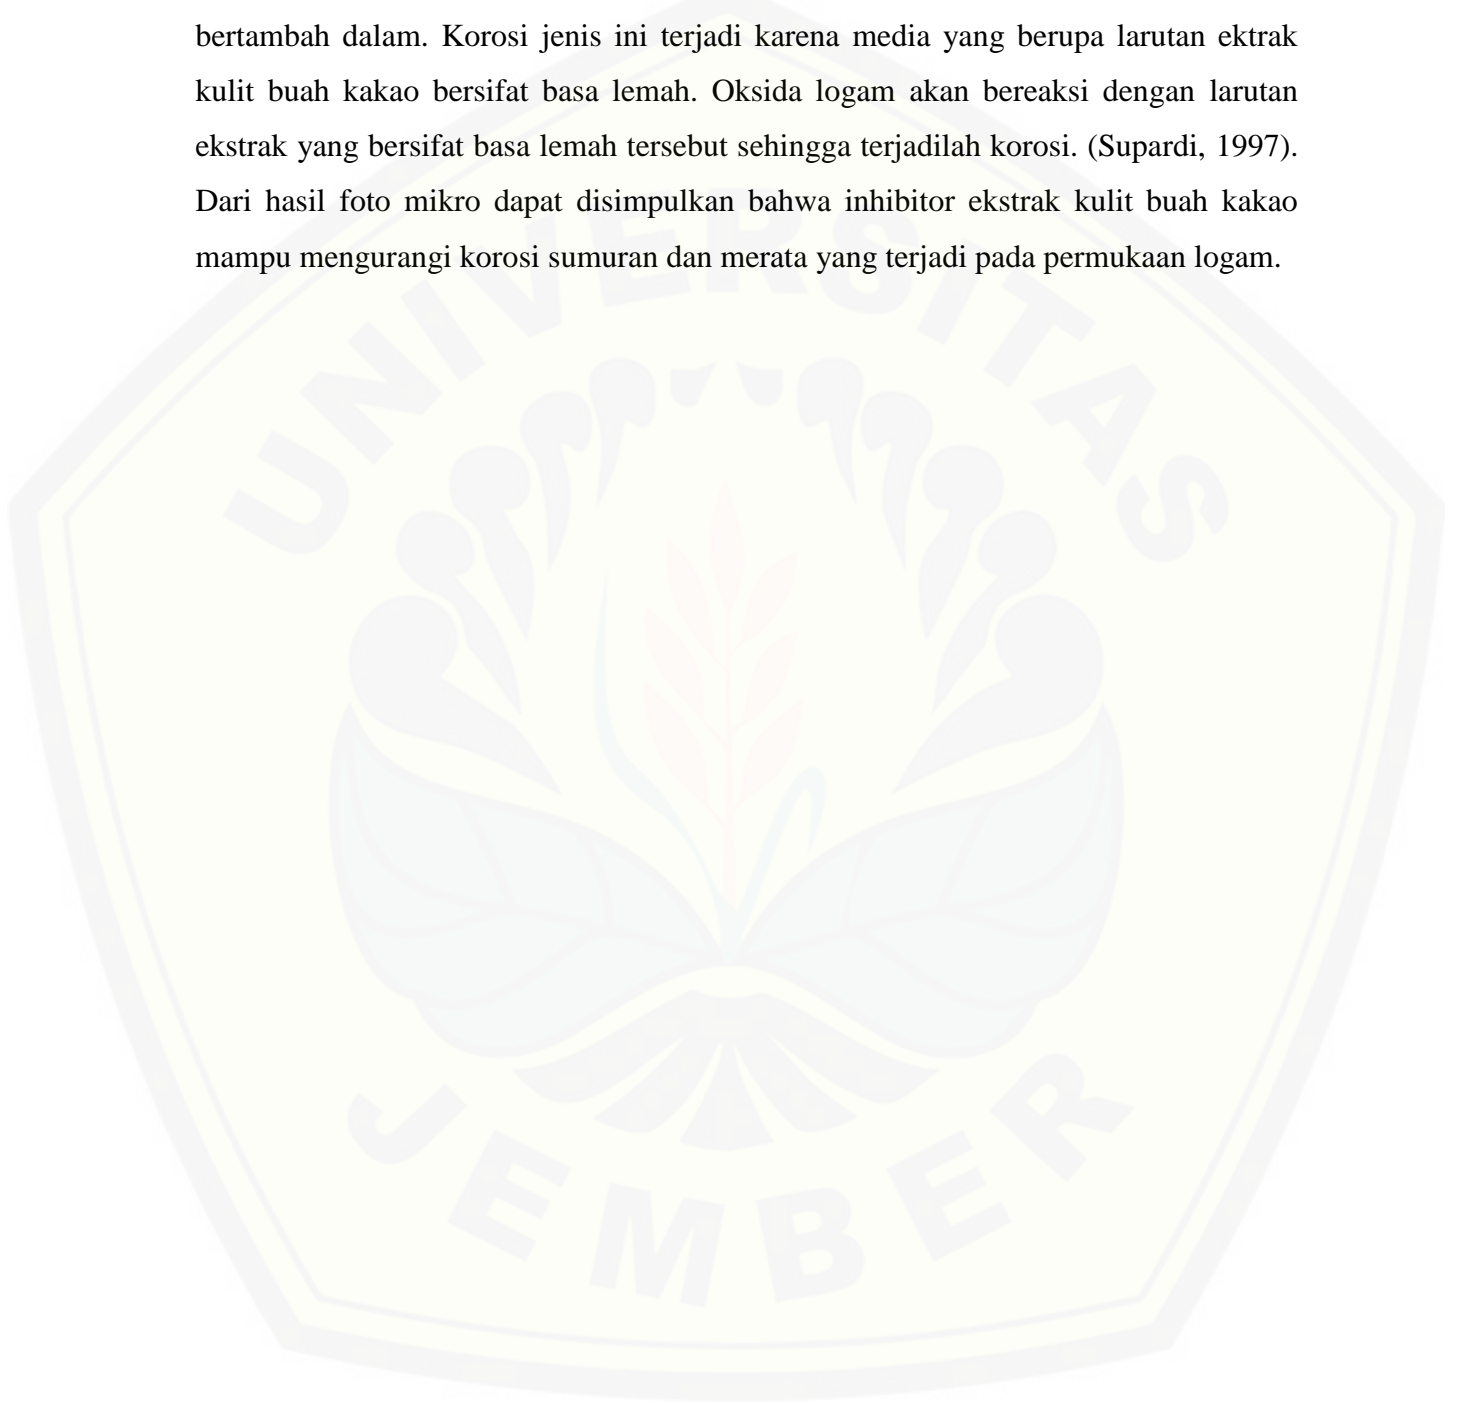 bertambah dalam. Korosi jenis ini terjadi karena media yang berupa larutan ektrak
kulit buah kakao bersifat basa lemah. Oksida logam akan bereaksi dengan larutan
ekstrak yang bersifat basa lemah tersebut sehingga terjadilah korosi. (Supardi, 1997).
Dari hasil foto mikro dapat disimpulkan bahwa inhibitor ekstrak kulit buah kakao
mampu mengurangi korosi sumuran dan merata yang terjadi pada permukaan logam.
UNIVERSITAS
JEMBER